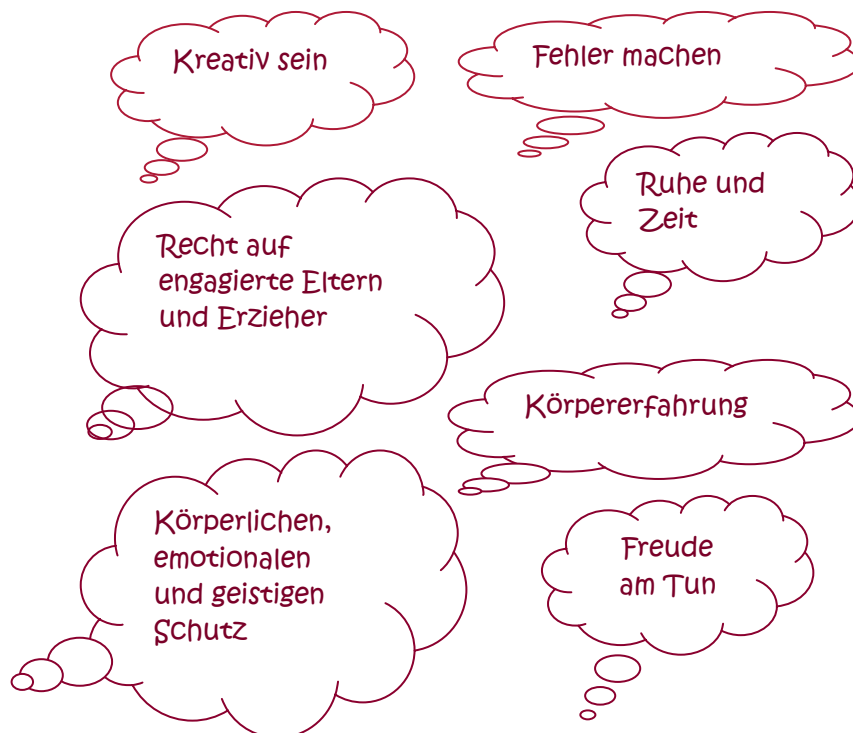 Kreativ sein
Fehler machen
Ruhe und
Zeit
Recht auf
engagierte Eltern
und Erzieher
Körpererfahrung
Körperlichen,
emotionalen
und geistigen
Schutz
Freude
am Tun